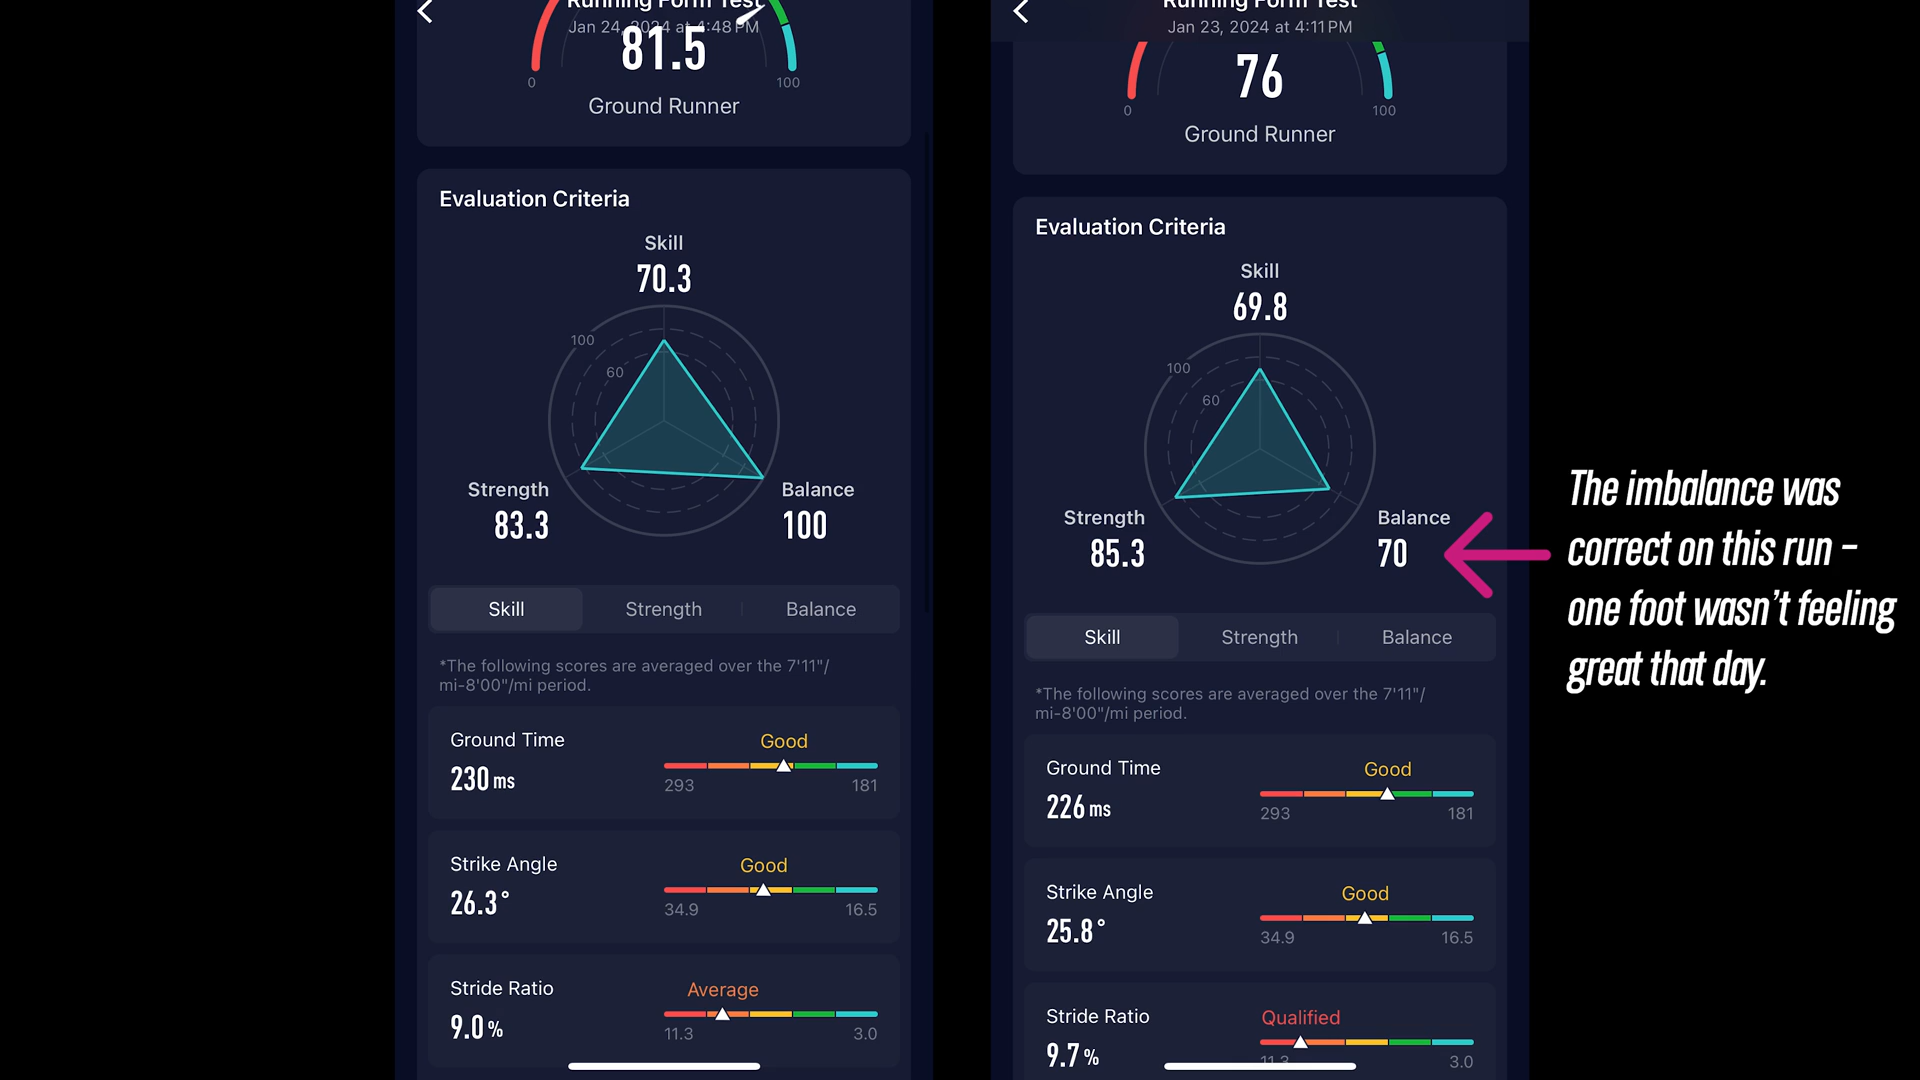 Running Form Test
Jan 24, 2024 at 4:48 PM
81.5
0
100
Ground Runner
Evaluation Criteria
Skill
70.3
100
60
Strength
83.3
Balance
100
Skill
Strength
Balance
*The following scores are averaged over the 7'11"/
mi-8'00"/mi period.
Ground Time
Good
230 ms
293
181
Strike Angle
Good
26.3°
34.9
16.5
Stride Ratio
Average
9.0 %
11.3
3.0
Running Form Test
Jan 23, 2024 at 4:11 PM
76
0
100
Ground Runner
Evaluation Criteria
Skill
69.8
100
60
Strength
85.3
Balance
70
Skill
Strength
Balance
*The following scores are averaged over the 7'11"/
mi-8'00"/mi period.
Ground Time
Good
226 ms
293
181
Strike Angle
Good
25.8°
34.9
16.5
Stride Ratio
Qualified
9.7 %
11.3
3.0
The imbalance was
correct on this run –
one foot wasn't feeling
great that day.